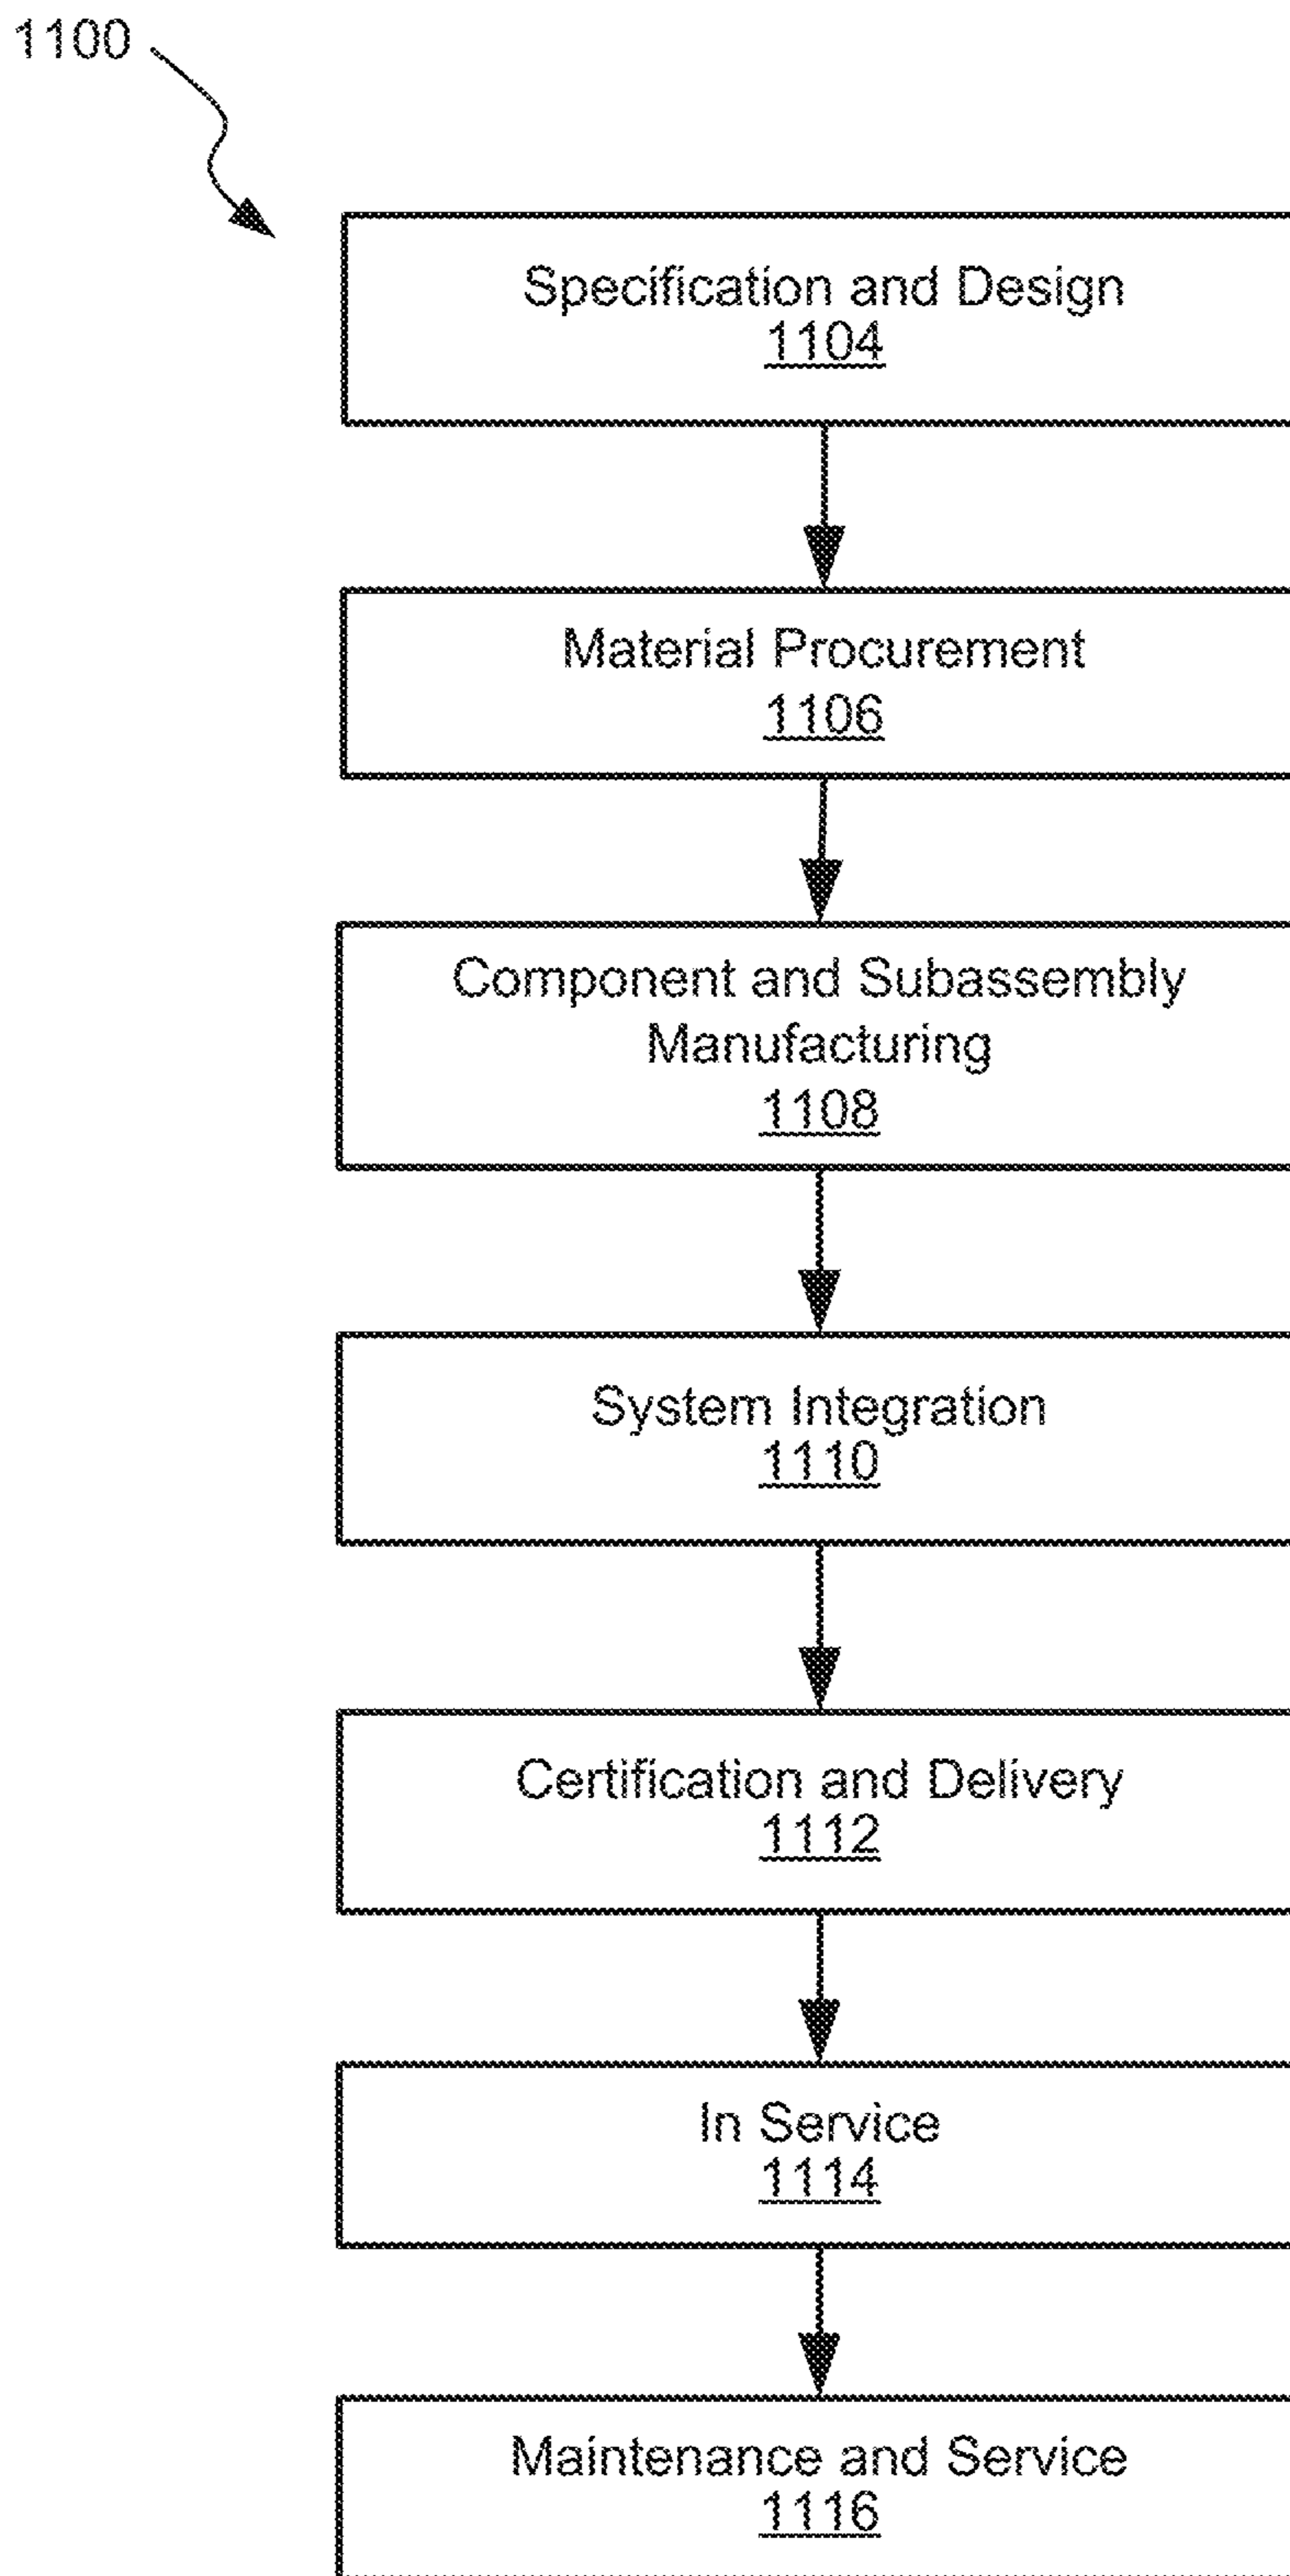 1100
Specification and Design
1104
Material Procurement
1106
Component and Subassembly
Manufacturing
1108
System Integration
1110
Certification and Delivery
1112
In Service
1114
Maintenance and Service
1116